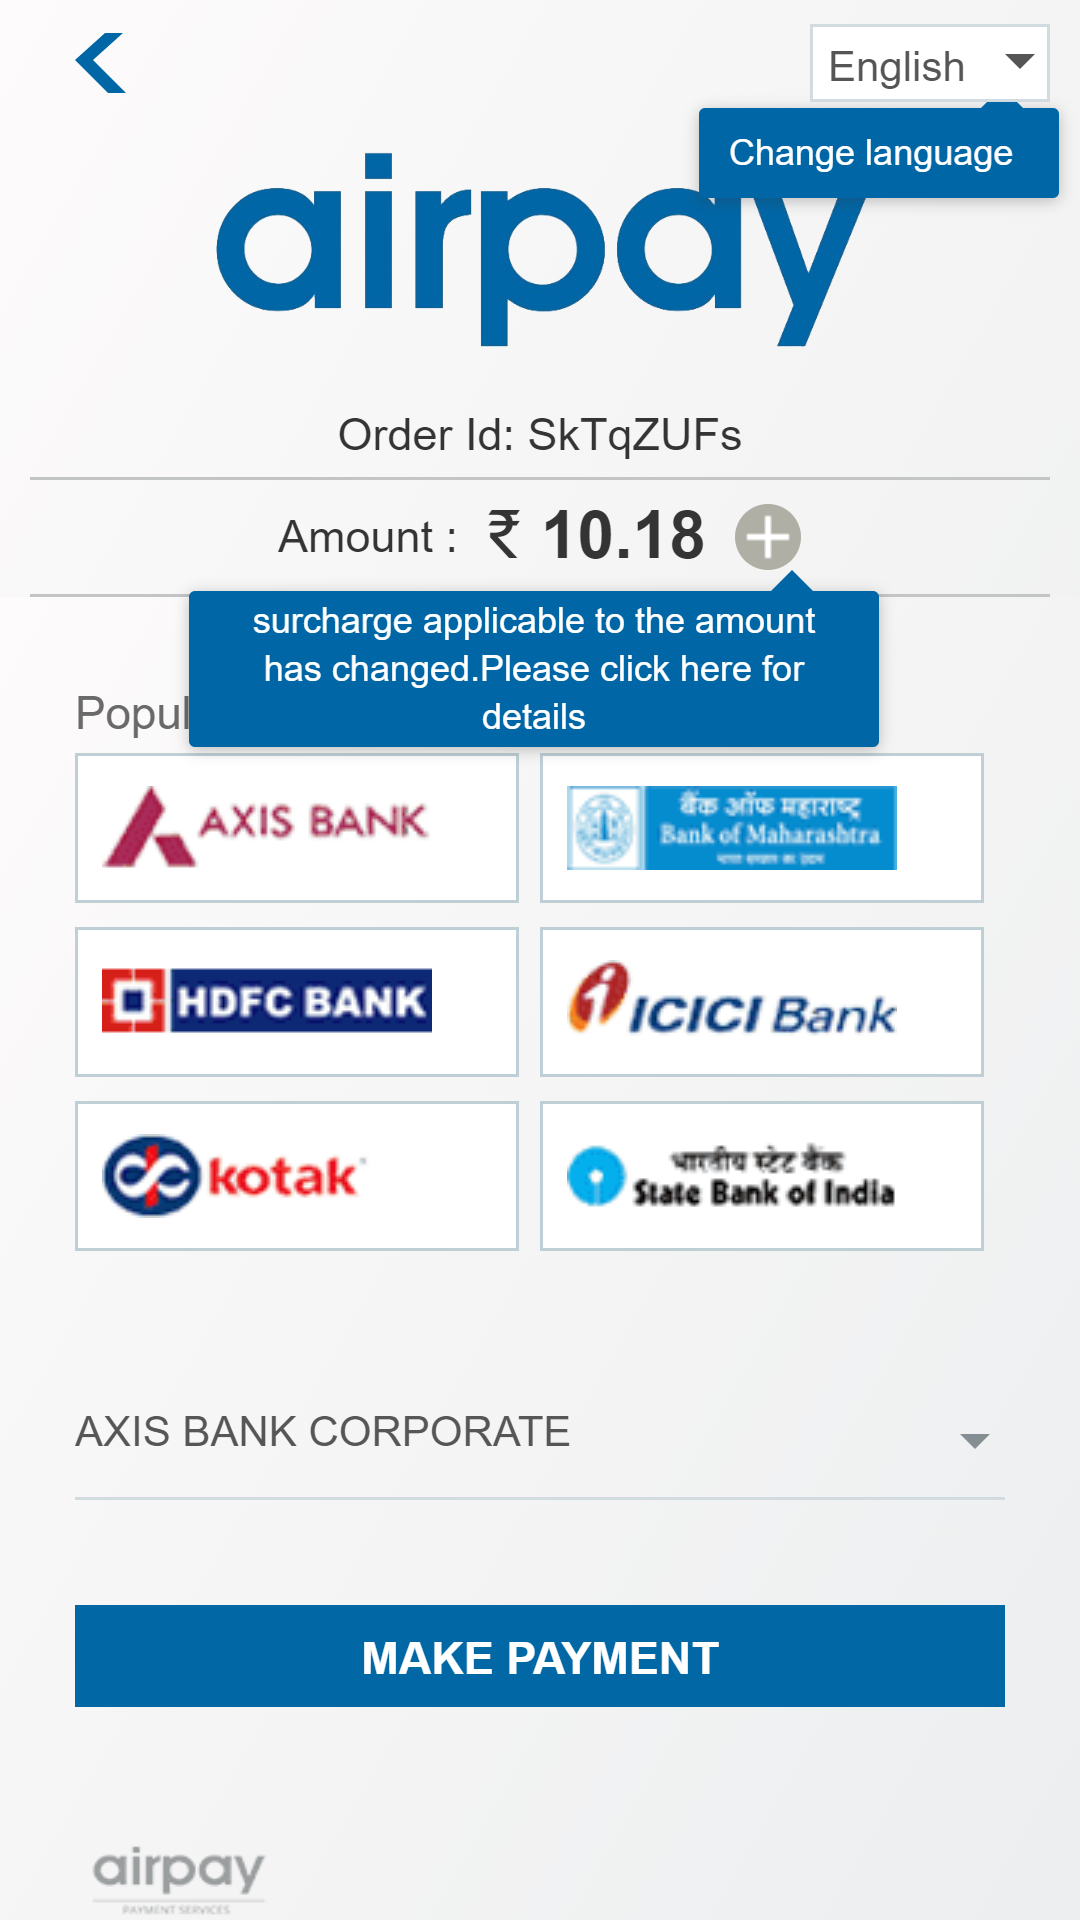 English
Change language
airpay
Order Id: SkTqZUFs
Amount : ₹ 10.18
surcharge applicable to the amount
has changed.Please click here for
details
Popul
AXIS BANK
बैंक ऑफ महाराष्ट्र
Bank of Maharashtra
HDFC BANK
ICICI Bank
kotak
भारतीय स्टेट बैंक
State Bank of India
AXIS BANK CORPORATE
MAKE PAYMENT
airpay
PAYMENT SERVICES